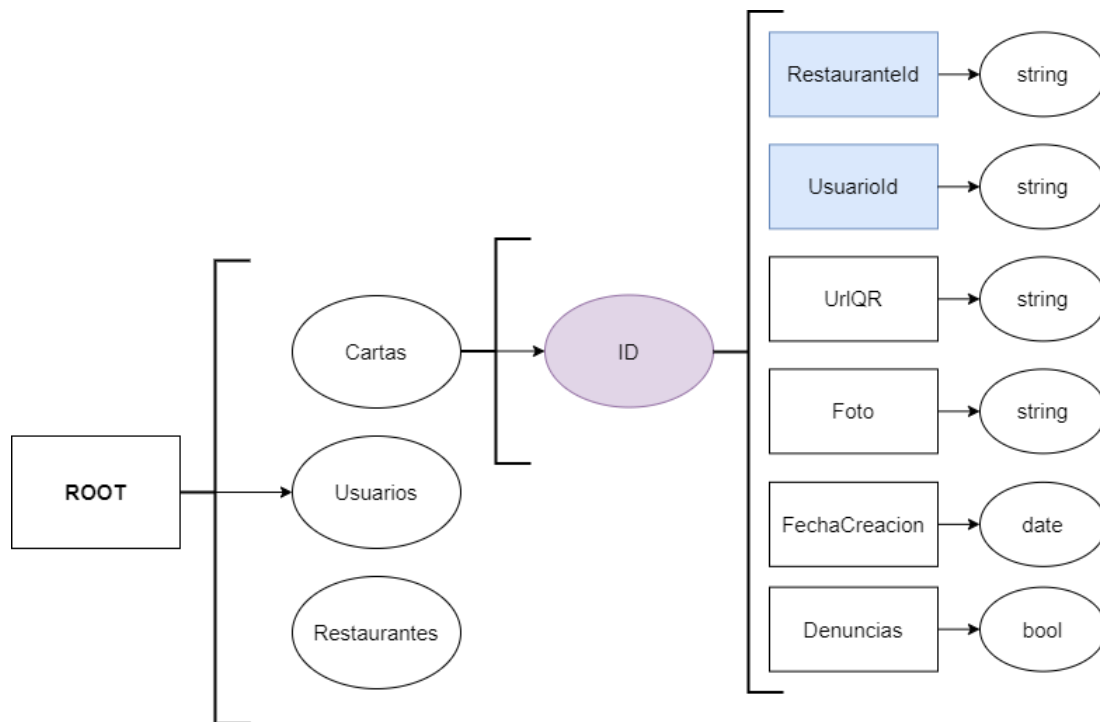 ROOT
Cartas
Usuarios
Restaurantes
ID
RestauranteId
string
UsuarioId
string
UrlQR
string
Foto
string
FechaCreacion
date
Denuncias
bool